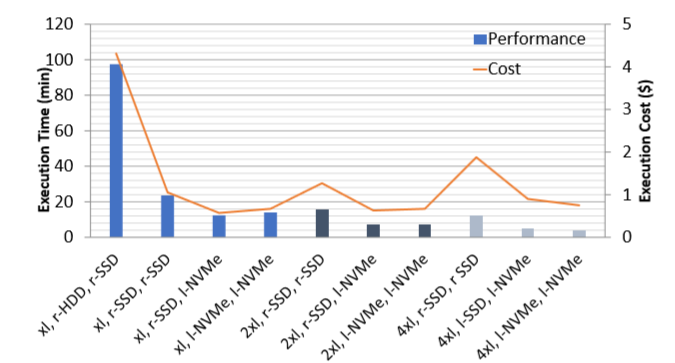 120
100
80
60
40
20
0
Execution Time (min)
5
4
3
2
1
0
Execution Cost ($)
Performance
Cost
xl, r-HDD, r-SSD
xl, r-SSD, r-SSD
xl, r-SSD, l-NVMe
xl, l-NVMe, l-NVMe
2xl, r-SSD, r-SSD
2xl, r-SSD, l-NVMe
2xl, l-NVMe, l-NVMe
4xl, r-SSD, r SSD
4xl, l-SSD, l-NVMe
4xl, l-NVMe, l-NVMe